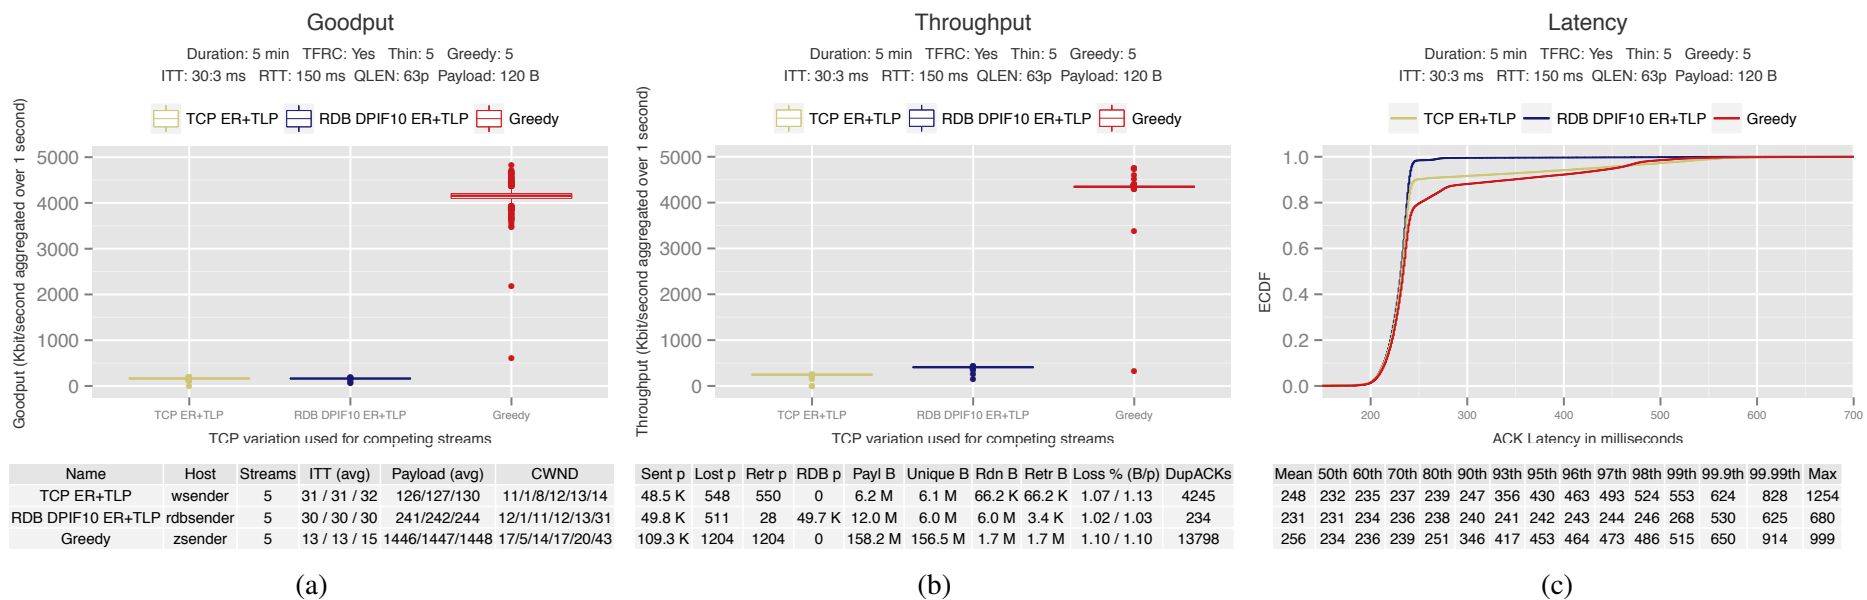 Goodput
Duration: 5 min TFRC: Yes Thin: 5 Greedy: 5
ITT: 30:3 ms RTT: 150 ms QLEN: 63p Payload: 120 B
TCP ER+TLP RDB DPIF10 ER+TLP Greedy
Goodput (Kbit/second aggregated over 1 second)
5000
4000
3000
2000
1000
0
TCP ER+TLP RDB DPIF10 ER+TLP Greedy
TCP variation used for competing streams
Name Host Streams ITT (avg) Payload (avg) CWND
TCP ER+TLP wsender 5 31 / 31 / 32 126/127/130 11/1/8/12/13/14
RDB DPIF10 ER+TLP rdbsender 5 30 / 30 / 30 241/242/244 12/1/11/12/13/31
Greedy zsender 5 13 / 13 / 15 1446/1447/1448 17/5/14/17/20/43
(a)
Throughput
Duration: 5 min TFRC: Yes Thin: 5 Greedy: 5
ITT: 30:3 ms RTT: 150 ms QLEN: 63p Payload: 120 B
TCP ER+TLP RDB DPIF10 ER+TLP Greedy
Throughput (Kbit/second aggregated over 1 second)
5000
4000
3000
2000
1000
0
TCP ER+TLP RDB DPIF10 ER+TLP Greedy
TCP variation used for competing streams
Sent p Lost p Retr p RDB p Payl B Unique B Rdn B Retr B Loss % (B/p) DupACKs
48.5 K 548 550 0 6.2 M 6.1 M 66.2 K 66.2 K 1.07 / 1.13 4245
49.8 K 511 28 49.7 K 12.0 M 6.0 M 6.0 M 3.4 K 1.02 / 1.03 234
109.3 K 1204 1204 0 158.2 M 156.5 M 1.7 M 1.7 M 1.10 / 1.10 13798
(b)
Latency
Duration: 5 min TFRC: Yes Thin: 5 Greedy: 5
ITT: 30:3 ms RTT: 150 ms QLEN: 63p Payload: 120 B
TCP ER+TLP RDB DPIF10 ER+TLP Greedy
ECDF
1.0
0.8
0.6
0.4
0.2
0.0
200 300 400 500 600 700
ACK Latency in milliseconds
Mean 50th 60th 70th 80th 90th 93th 95th 96th 97th 98th 99th 99.9th 99.99th Max
248 232 235 237 239 247 356 430 463 493 524 553 624 828 1254
231 231 234 236 238 240 241 242 243 244 246 268 530 625 680
256 234 236 239 251 346 417 453 464 473 486 515 650 914 999
(c)